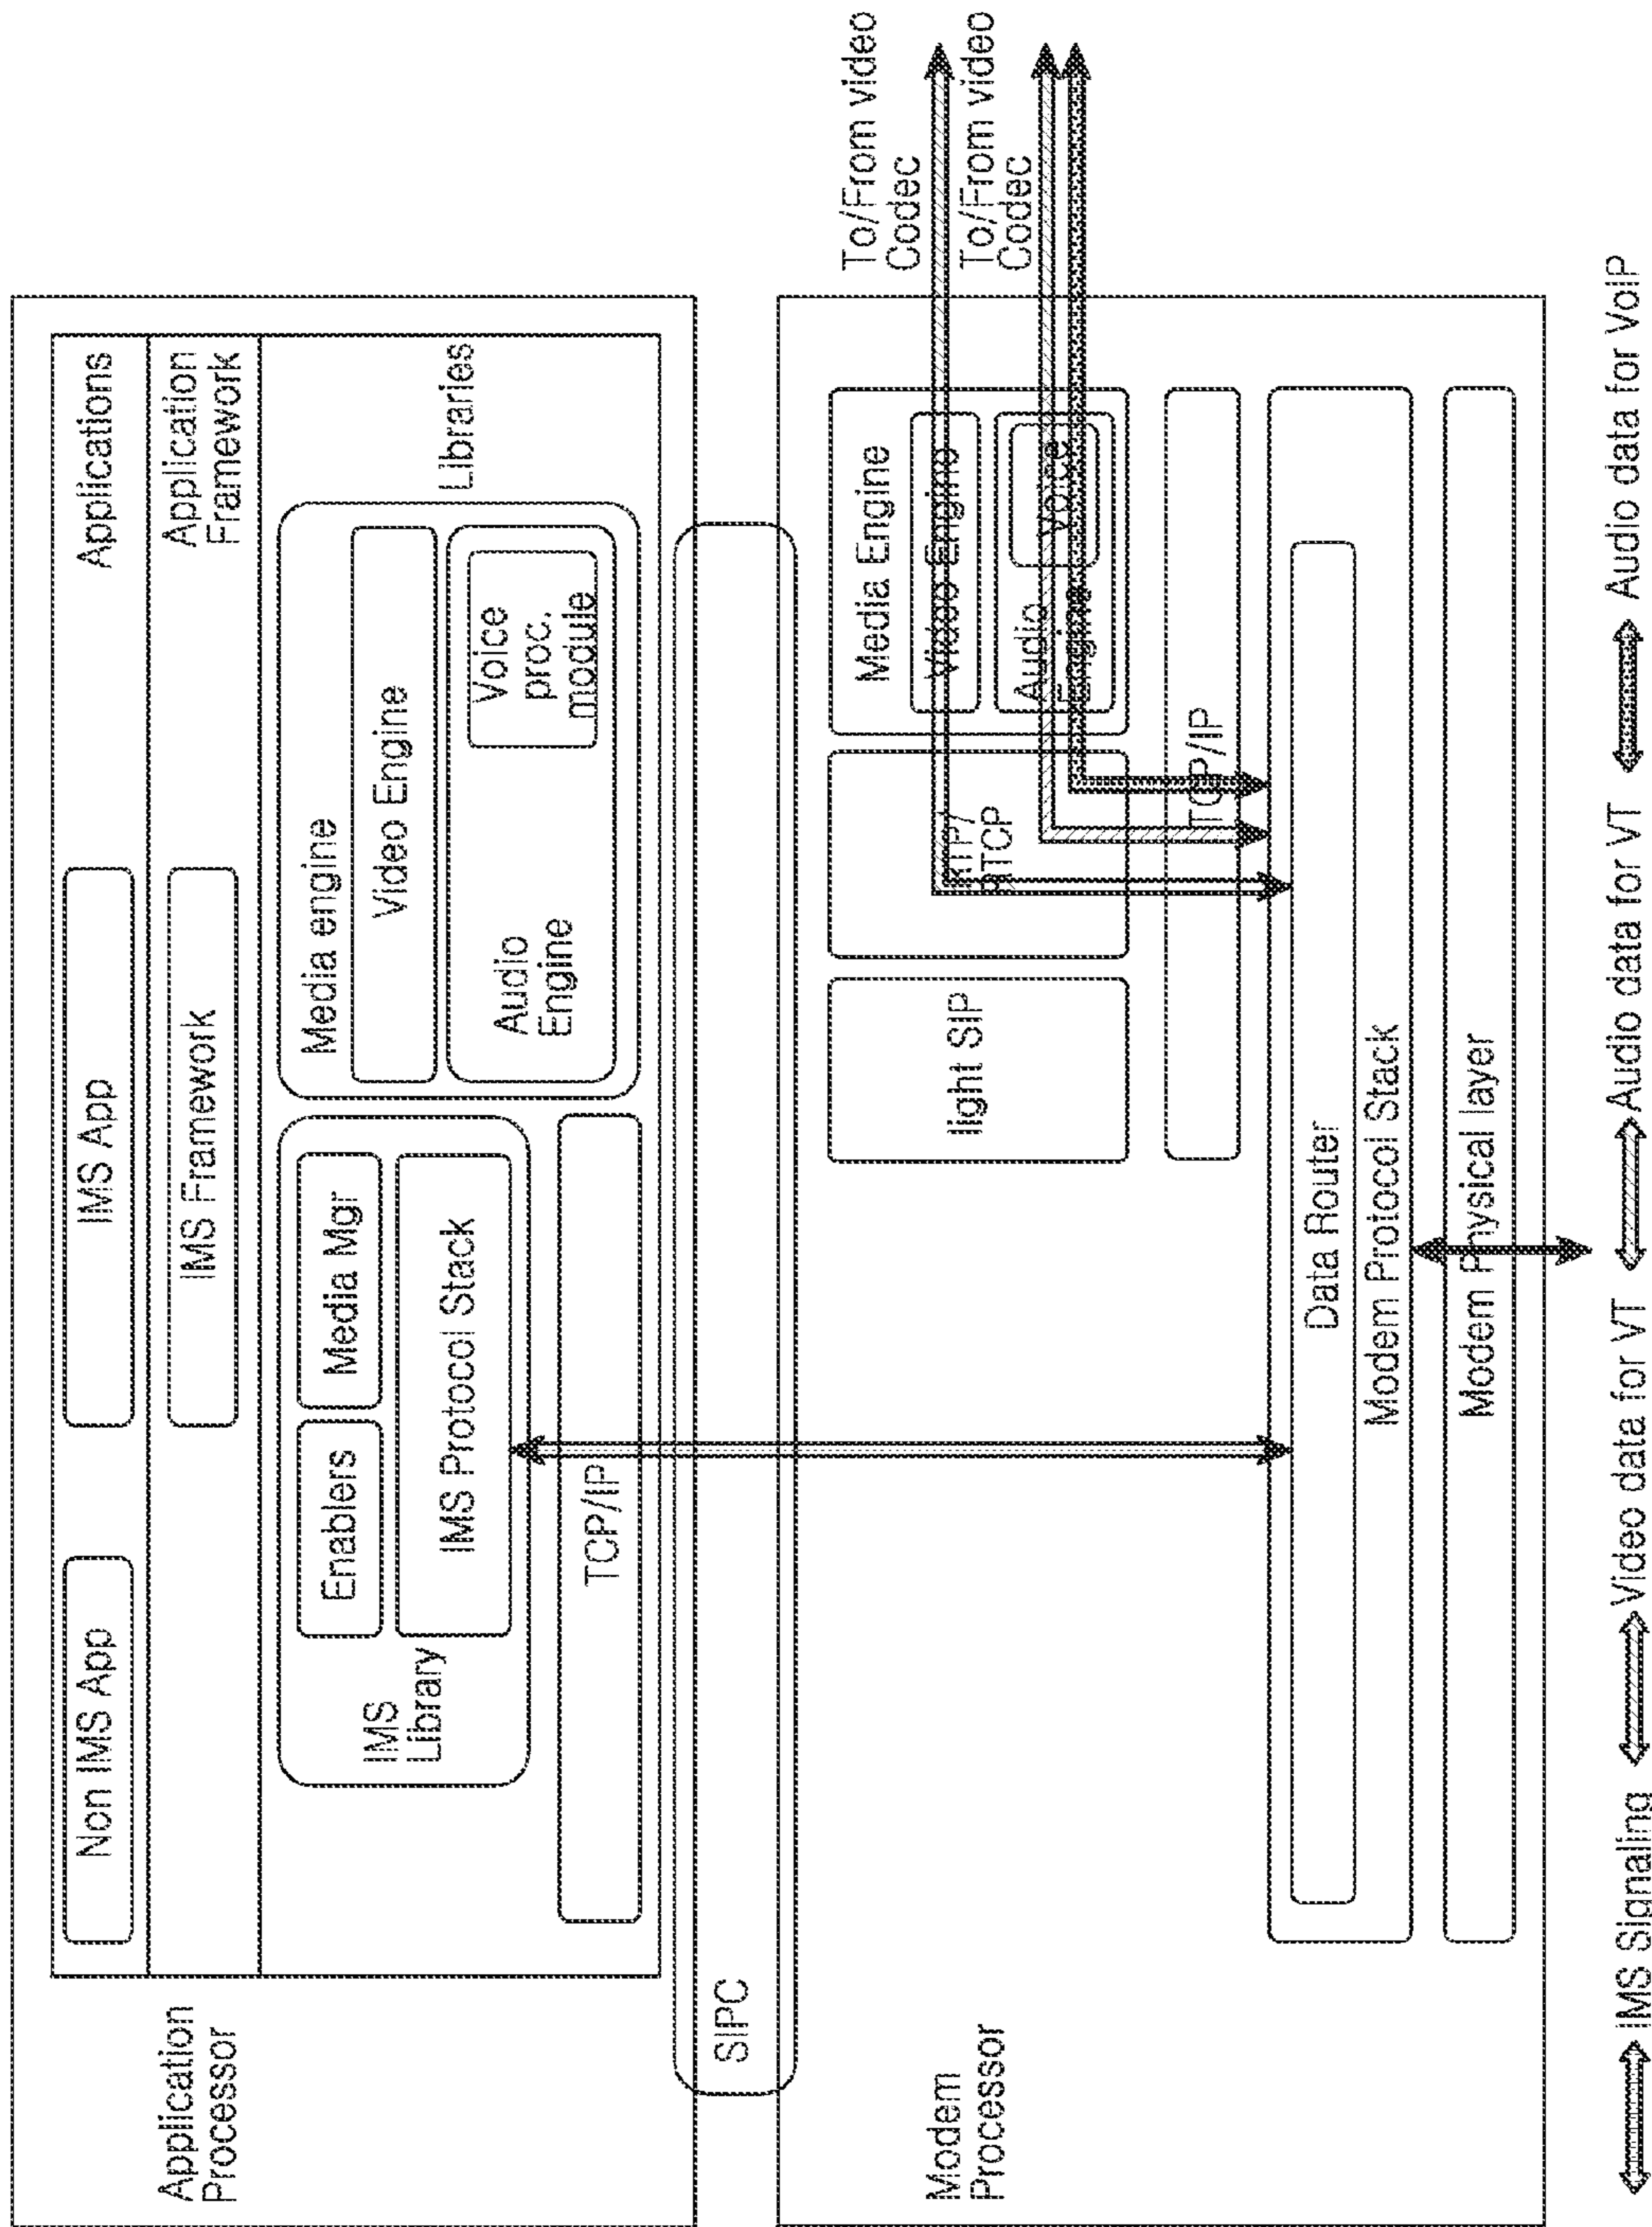 Application
Processor
Non IMS App
IMS App
Applications
IMS Framework
Application
Framework
IMS
Library
Enablers
Media Mgr
IMS Protocol Stack
Media engine
Video Engine
Audio
Engine
Voice
proc.
module
Libraries
TCP/IP
SIPC
Modem
Processor
light SIP
RTP/
RTCP
Media Engine
Video Engine
Audio
Engine
Voice
To/From video
Codec
To/From video
Codec
TCP/IP
Data Router
Modem Protocol Stack
Modem Physical layer
IMS Signaling
Video data for VT
Audio data for VT
Audio data for VoIP